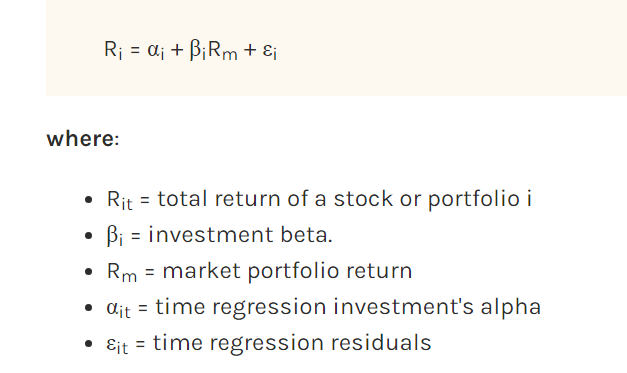 Rᵢ = αᵢ + βᵢRₘ + εᵢ
where:
• Rᵢₜ = total return of a stock or portfolio i
• βᵢ = investment beta.
• Rₘ = market portfolio return
• αᵢₜ = time regression investment's alpha
• εᵢₜ = time regression residuals